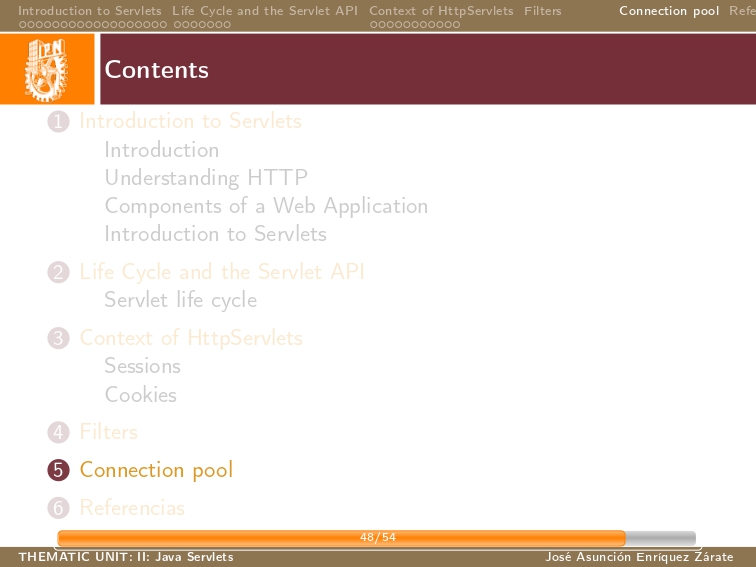 Introduction to Servlets Life Cycle and the Servlet API Context of HttpServlets Filters Connection pool Refe
IPN
Contents
1 Introduction to Servlets
Introduction
Understanding HTTP
Components of a Web Application
Introduction to Servlets
2 Life Cycle and the Servlet API
Servlet life cycle
3 Context of HttpServlets
Sessions
Cookies
4 Filters
5 Connection pool
6 Referencias
48/54
THEMATIC UNIT: II: Java Servlets José Asunción Enríquez Zárate